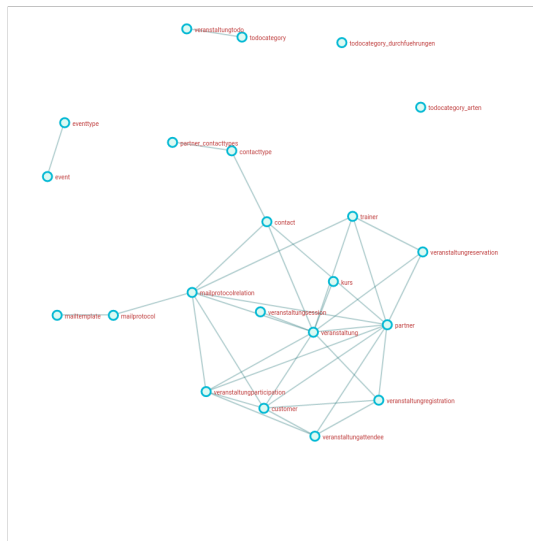 veranstaltungtodo
todocategory
todocategory_durchfuehrungen
todocategory_arten
eventtype
partner_contacttypes
contacttype
event
contact
trainer
veranstaltungreservation
kurs
mailprotocolrelation
veranstaltungsession
mailtemplate
mailprotocol
partner
veranstaltung
veranstaltungparticipation
veranstaltungregistration
customer
veranstaltungattendee